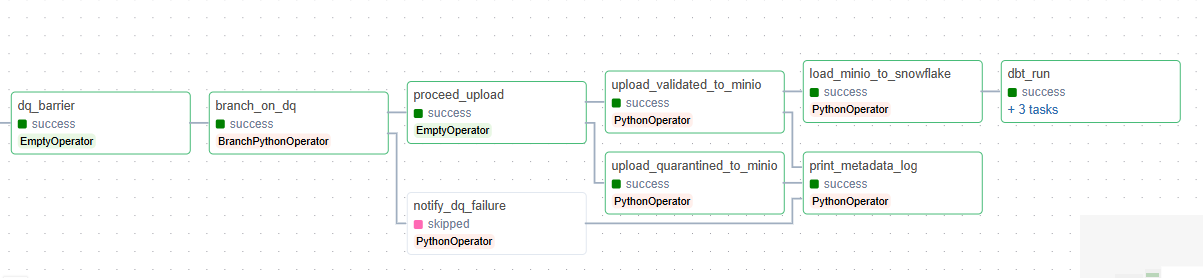 dq_barrier
success
EmptyOperator
branch_on_dq
success
BranchPythonOperator
proceed_upload
success
EmptyOperator
notify_dq_failure
skipped
PythonOperator
upload_validated_to_minio
success
PythonOperator
upload_quarantined_to_minio
success
PythonOperator
load_minio_to_snowflake
success
PythonOperator
print_metadata_log
success
PythonOperator
dbt_run
success
+ 3 tasks